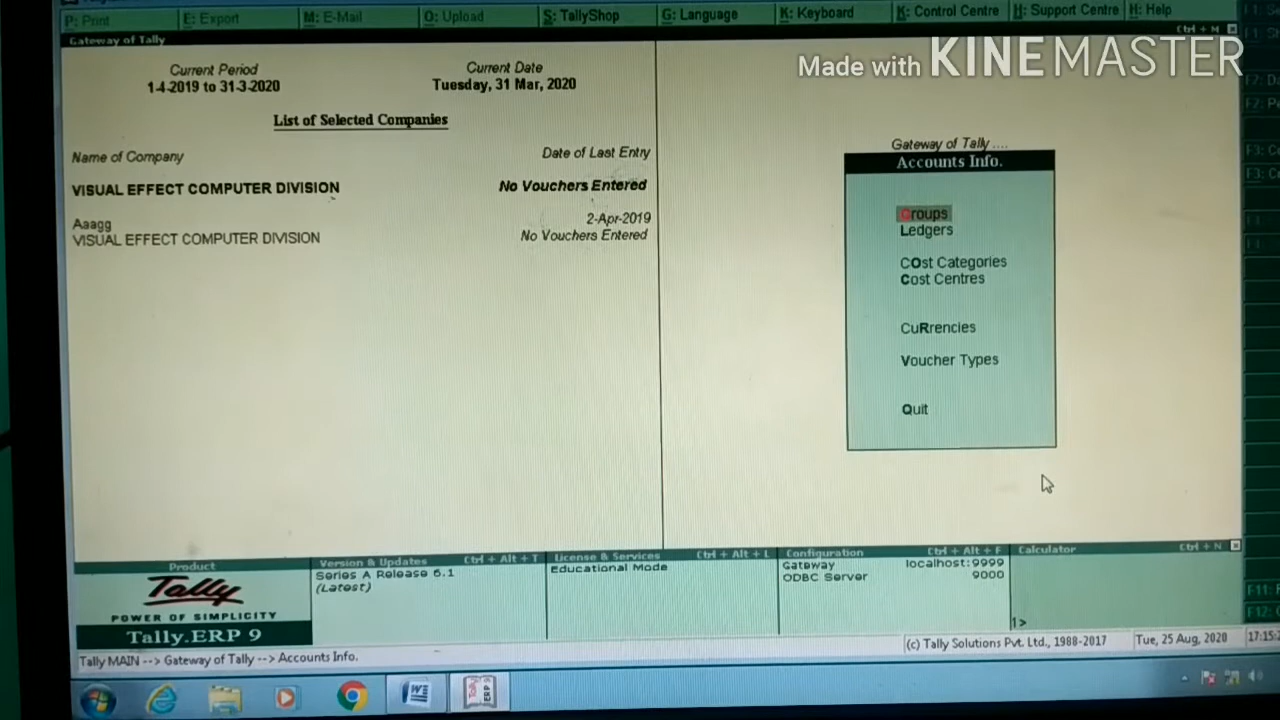 P: Print E: Export M: E-Mail O: Upload S: TallyShop G: Language K: Keyboard K: Control Centre H: Support Centre H: Help
Gateway of Tally Ctrl + M
Made with KINEMASTER
Current Period Current Date
1-4-2019 to 31-3-2020 Tuesday, 31 Mar, 2020
List of Selected Companies
Name of Company Date of Last Entry
VISUAL EFFECT COMPUTER DIVISION No Vouchers Entered
Aaagg 2-Apr-2019
VISUAL EFFECT COMPUTER DIVISION No Vouchers Entered
Gateway of Tally ....
Accounts Info.
Groups
Ledgers
COst Categories
Cost Centres
CuRrencies
Voucher Types
Quit
Product
Tally
POWER OF SIMPLICITY
Tally.ERP 9
Version & Updates Ctrl + Alt + T
Series A Release 6.1
(Latest)
License & Services Ctrl + Alt + L
Educational Mode
Configuration Ctrl + Alt + F
Gateway localhost:9999
ODBC Server 9000
Calculator Ctrl + N
1>
Tally MAIN --> Gateway of Tally --> Accounts Info. (c) Tally Solutions Pvt. Ltd., 1988-2017 Tue, 25 Aug, 2020